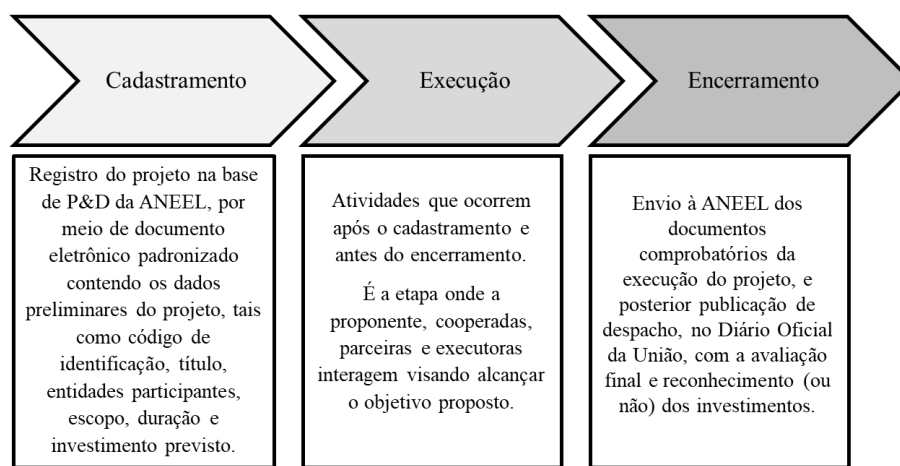 Cadastramento
Execução
Encerramento
Registro do projeto na base
de P&D da ANEEL, por
meio de documento
eletrônico padronizado
contendo os dados
preliminares do projeto, tais
como código de
identificação, título,
entidades participantes,
escopo, duração e
investimento previsto.
Atividades que ocorrem
após o cadastramento e
antes do encerramento.
É a etapa onde a
proponente, cooperadas,
parceiras e executoras
interagem visando alcançar
o objetivo proposto.
Envio à ANEEL dos
documentos
comprobatórios da
execução do projeto, e
posterior publicação de
despacho, no Diário Oficial
da União, com a avaliação
final e reconhecimento (ou
não) dos investimentos.